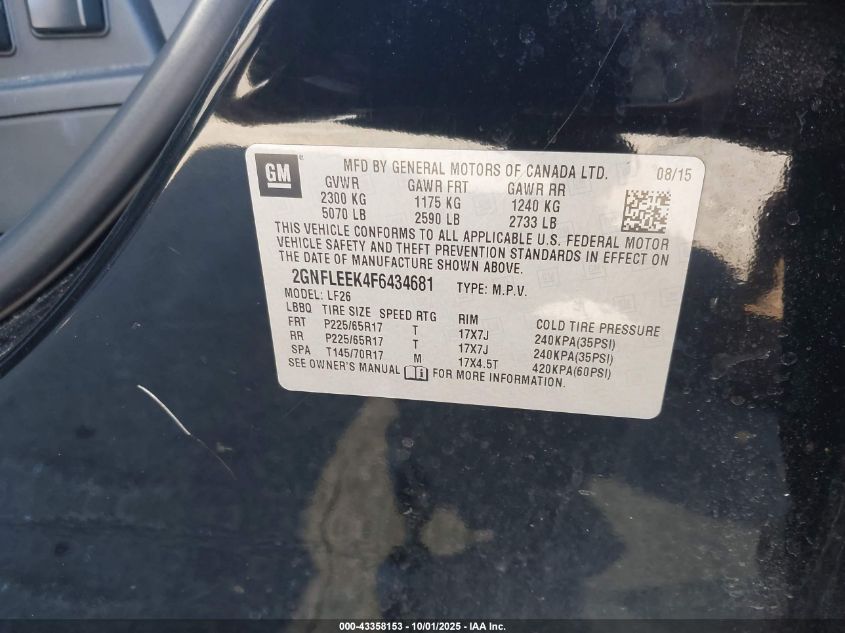 GM
MFD BY GENERAL MOTORS OF CANADA LTD. 08/15
GVWR GAWR FRT GAWR RR
2300 KG 1175 KG 1240 KG
5070 LB 2590 LB 2733 LB
THIS VEHICLE CONFORMS TO ALL APPLICABLE U.S. FEDERAL MOTOR
VEHICLE SAFETY AND THEFT PREVENTION STANDARDS IN EFFECT ON
THE DATE OF MANUFACTURE SHOWN ABOVE.
2GNFLEEK4F6434681 TYPE: M.P.V.
MODEL: LF26
LBBQ TIRE SIZE SPEED RTG RIM COLD TIRE PRESSURE
FRT P225/65R17 T 17X7J 240KPA(35PSI)
RR P225/65R17 T 17X7J 240KPA(35PSI)
SPA T145/70R17 M 17X4.5T 420KPA(60PSI)
SEE OWNER'S MANUAL FOR MORE INFORMATION.
000-43358153 - 10/01/2025 - IAA Inc.